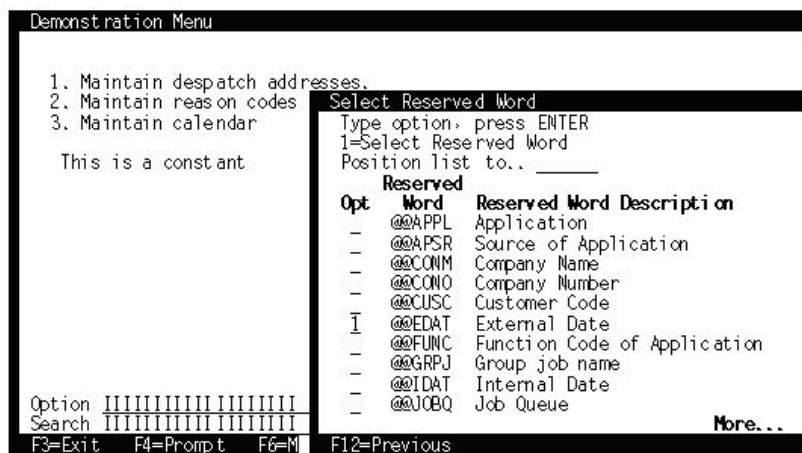 Demonstration Menu
1. Maintain despatch addresses.
2. Maintain reason codes
3. Maintain calendar
This is a constant
Option IIIIIIIIIIIIIIIIIIII
Search IIIIIIIIIIIIIIIIIIII
F3=Exit F4=Prompt F6=M
Select Reserved Word
Type option, press ENTER
1=Select Reserved Word
Position list to..
Reserved
Opt Word Reserved Word Description
@@APPL Application
@@APSR Source of Application
@@CONM Company Name
@@CONO Company Number
@@CUSC Customer Code
1 @@EDAT External Date
@@FUNC Function Code of Application
@@GRPJ Group job name
@@IDAT Internal Date
@@JOBQ Job Queue
More...
F12=Previous